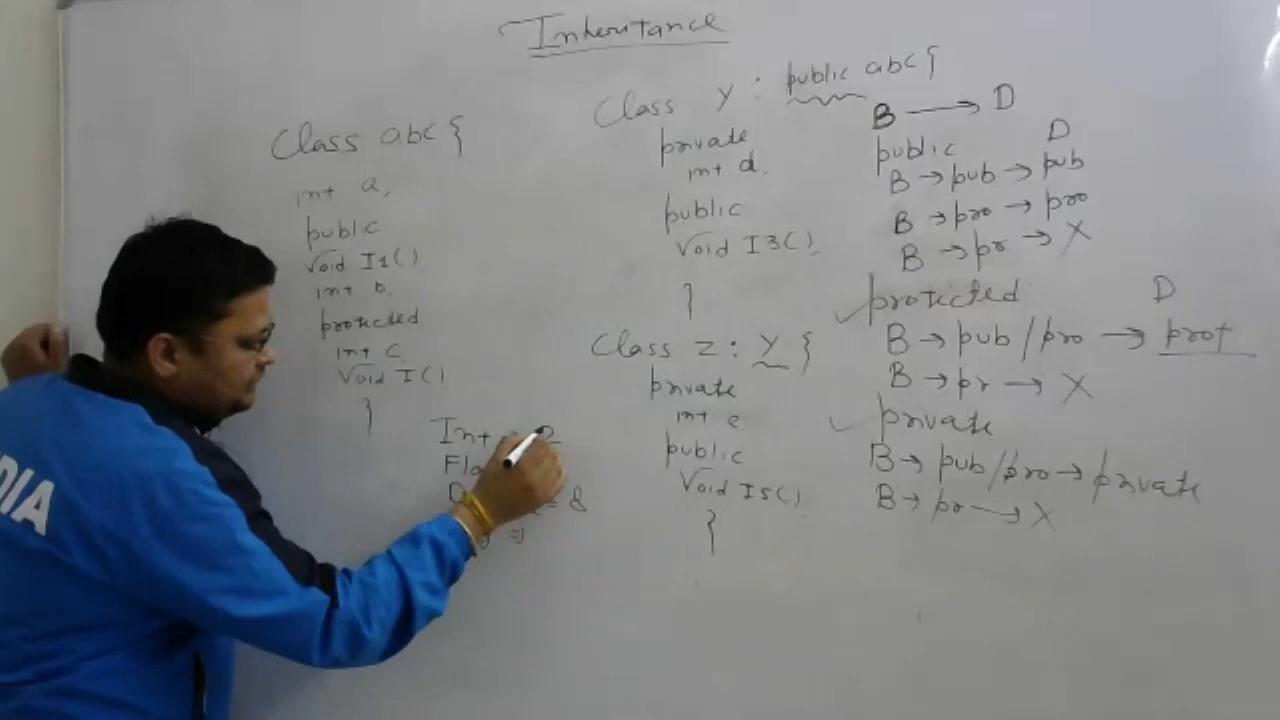 Inheritance
Class abc {
int a,
public
Void I1()
int b,
protected
int c
Void I()
}
Int = 2
= 8
Class Y : public abc {
private
int d,
public
Void I3()
}
Class Z : Y {
private
int e
public
Void I5()
}
B → D
public D
B → pub → pub
B → pro → pro
B → pr → X
✓ protected D
B → pub / pro → prot
B → pr → X
✓ private
B → pub/pro → private
B → pr → X
DIA